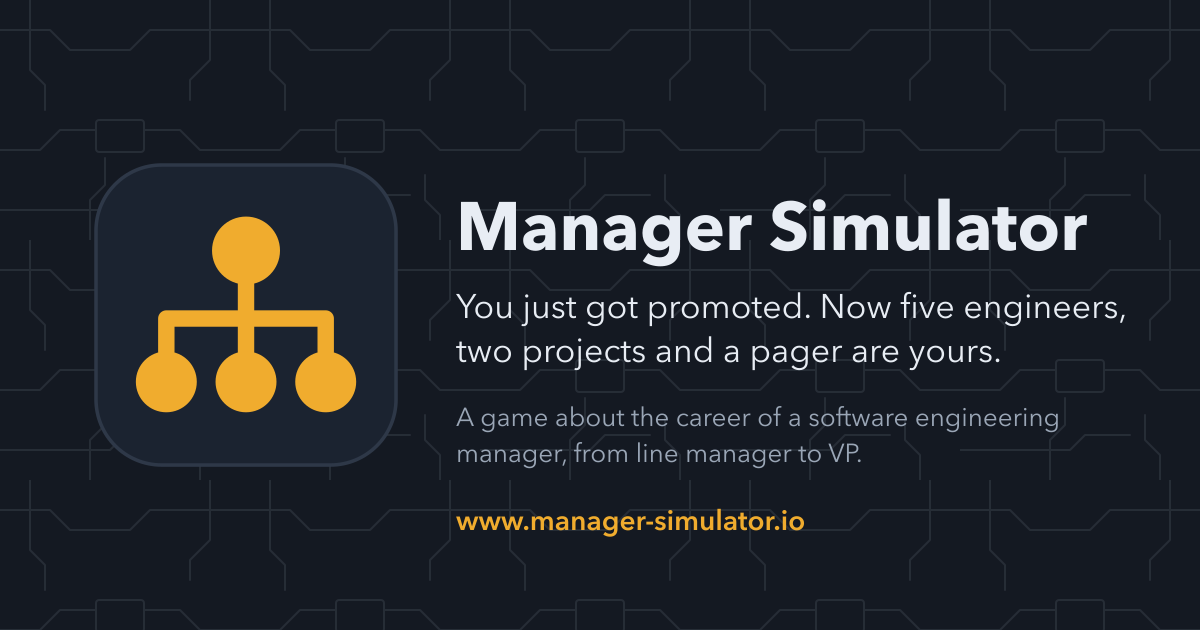 Manager Simulator
You just got promoted. Now five engineers,
two projects and a pager are yours.
A game about the career of a software engineering
manager, from line manager to VP.
www.manager-simulator.io